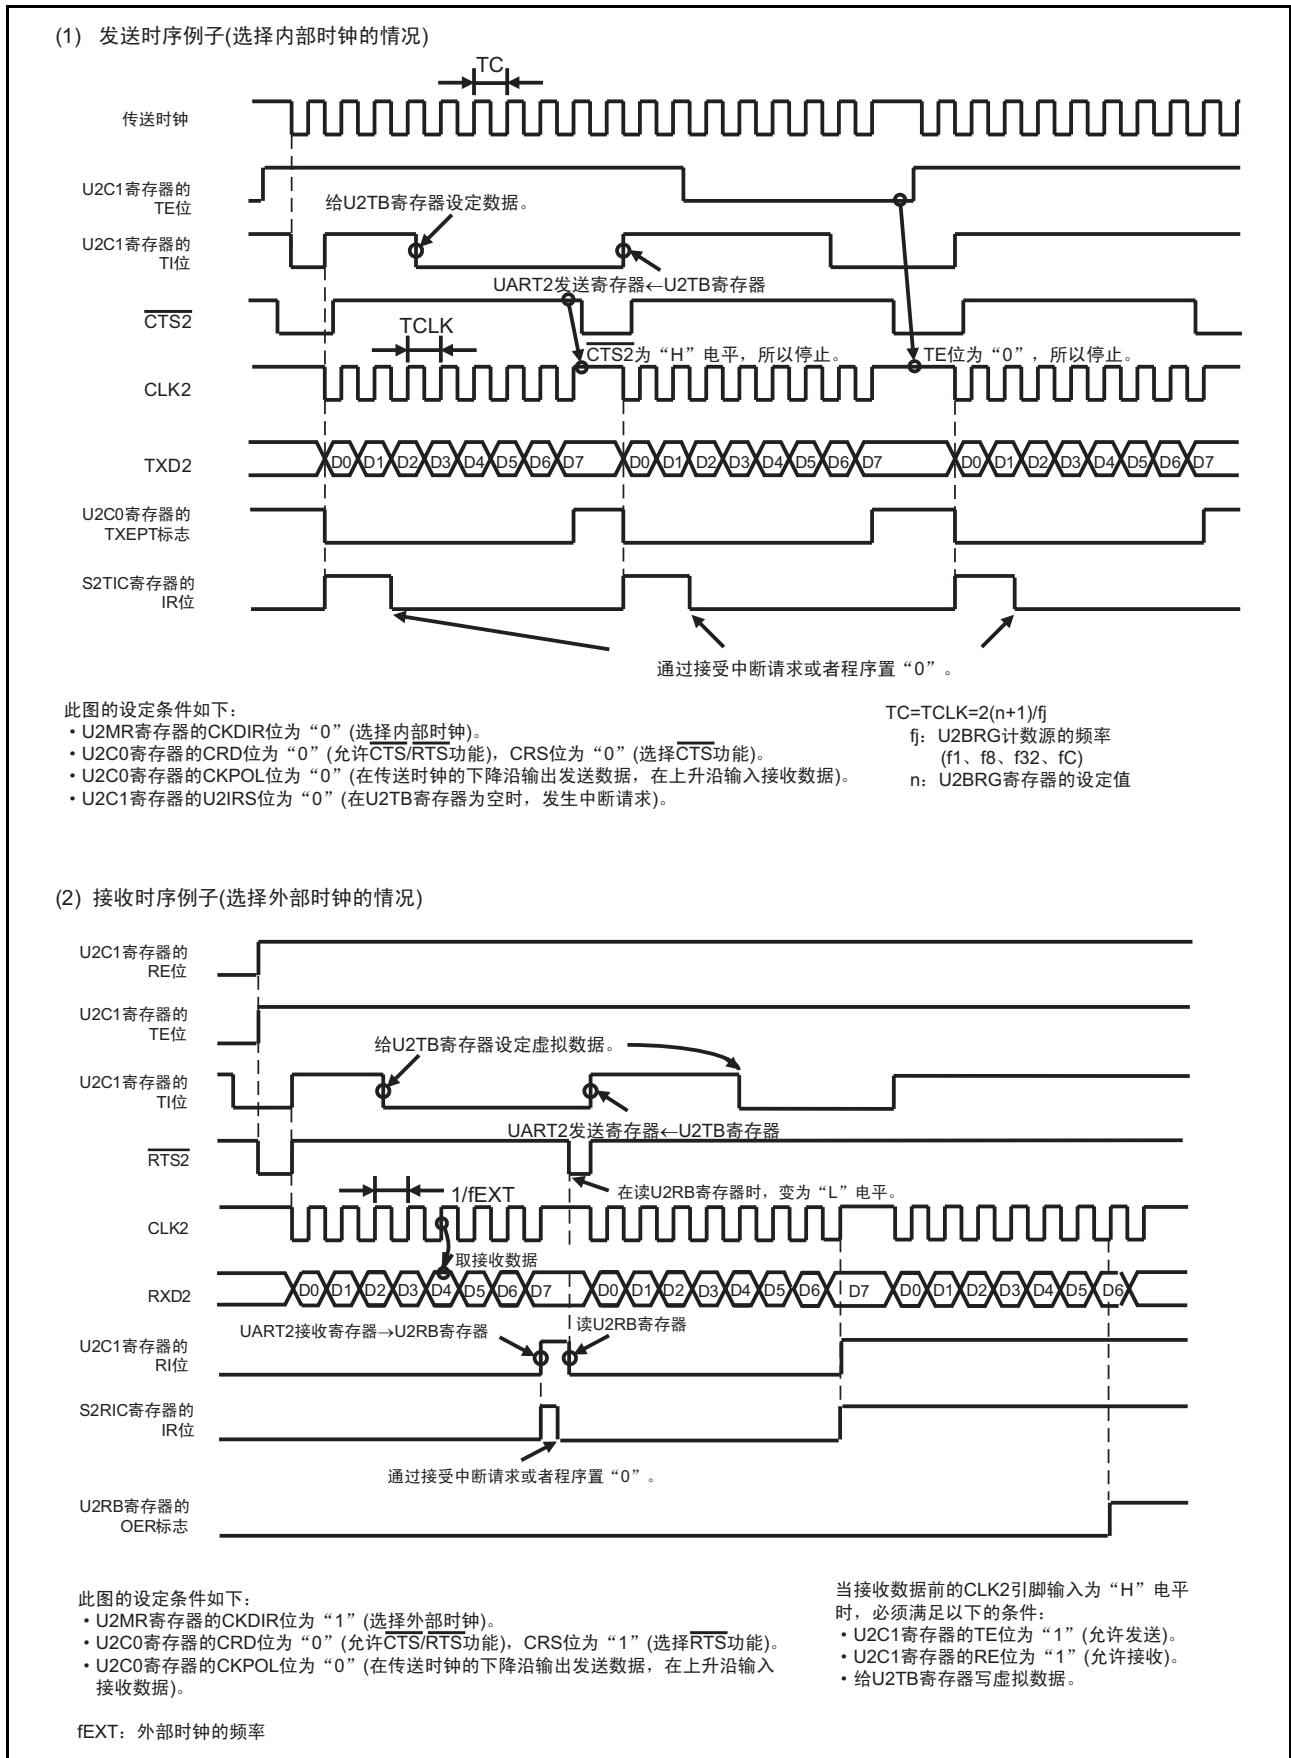 (1) 发送时序例子(选择内部时钟的情况)
TC
传送时钟
U2C1寄存器的
TE位
给U2TB寄存器设定数据。
U2C1寄存器的
TI位
UART2发送寄存器←U2TB寄存器
CTS2
TCLK
CTS2为“H”电平，所以停止。
TE位为“0”，所以停止。
CLK2
TXD2
D0 D1 D2 D3 D4 D5 D6 D7 D0 D1 D2 D3 D4 D5 D6 D7 D0 D1 D2 D3 D4 D5 D6 D7
U2C0寄存器的
TXEPT标志
S2TIC寄存器的
IR位
通过接受中断请求或者程序置“0”。
此图的设定条件如下：
・U2MR寄存器的CKDIR位为“0”(选择内部时钟)。
・U2C0寄存器的CRD位为“0”(允许CTS/RTS功能)，CRS位为“0”(选择CTS功能)。
・U2C0寄存器的CKPOL位为“0”(在传送时钟的下降沿输出发送数据，在上升沿输入接收数据)。
・U2C1寄存器的U2IRS位为“0”(在U2TB寄存器为空时，发生中断请求)。
TC=TCLK=2(n+1)/fj
fj：U2BRG计数源的频率
(f1、f8、f32、fC)
n：U2BRG寄存器的设定值
(2) 接收时序例子(选择外部时钟的情况)
U2C1寄存器的
RE位
U2C1寄存器的
TE位
给U2TB寄存器设定虚拟数据。
U2C1寄存器的
TI位
UART2发送寄存器←U2TB寄存器
RTS2
1/fEXT
在读U2RB寄存器时，变为“L”电平。
CLK2
取接收数据
RXD2
D0 D1 D2 D3 D4 D5 D6 D7 D0 D1 D2 D3 D4 D5 D6 D7 D0 D1 D2 D3 D4 D5 D6
UART2接收寄存器→U2RB寄存器
读U2RB寄存器
U2C1寄存器的
RI位
S2RIC寄存器的
IR位
通过接受中断请求或者程序置“0”。
U2RB寄存器的
OER标志
此图的设定条件如下：
・U2MR寄存器的CKDIR位为“1”(选择外部时钟)。
・U2C0寄存器的CRD位为“0”(允许CTS/RTS功能)，CRS位为“1”(选择RTS功能)。
・U2C0寄存器的CKPOL位为“0”(在传送时钟的下降沿输出发送数据，在上升沿输入
接收数据)。
fEXT：外部时钟的频率
当接收数据前的CLK2引脚输入为“H”电平
时，必须满足以下的条件：
・U2C1寄存器的TE位为“1”(允许发送)。
・U2C1寄存器的RE位为“1”(允许接收)。
・给U2TB寄存器写虚拟数据。